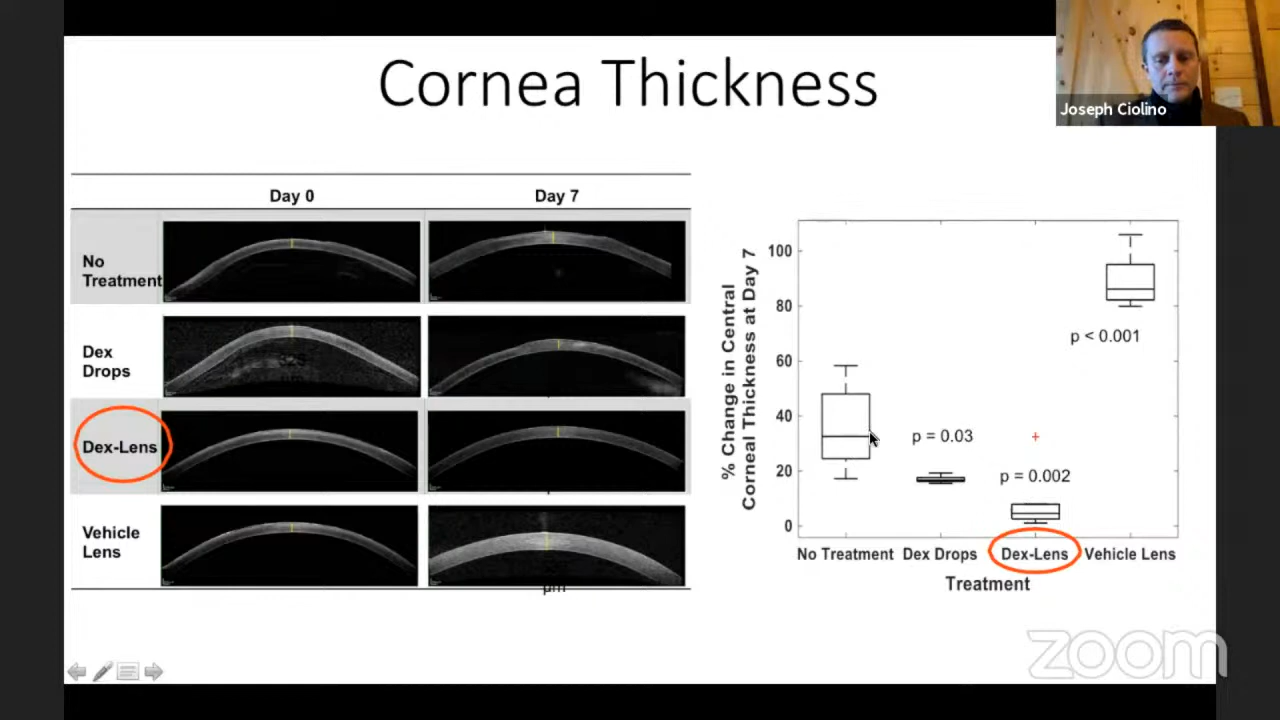 Cornea Thickness
Joseph Ciolino
Day 0
Day 7
No
Treatment
Dex
Drops
Dex-Lens
Vehicle
Lens
µm
% Change in Central
Corneal Thickness at Day 7
100
80
60
40
20
0
p < 0.001
p = 0.03
p = 0.002
No Treatment
Dex Drops
Dex-Lens
Vehicle Lens
Treatment
zoom